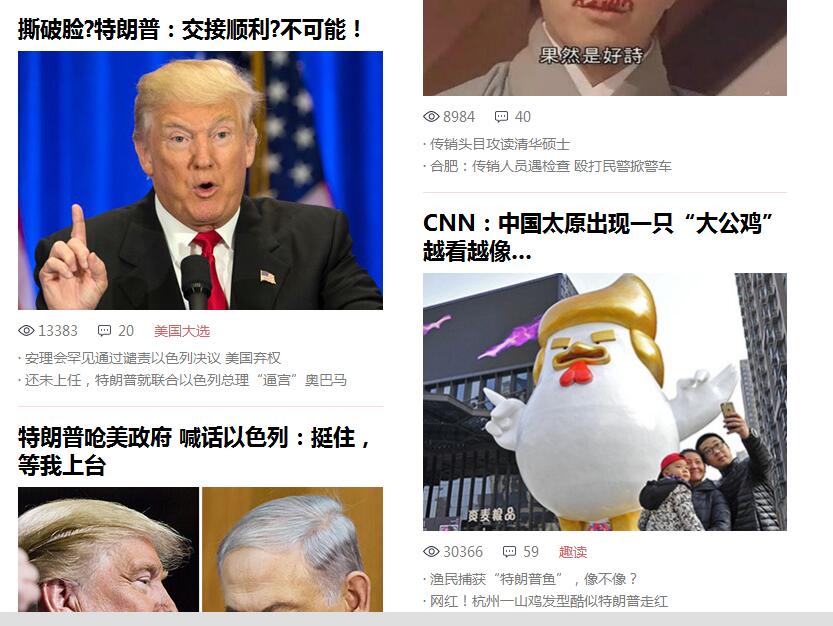 撕破脸?特朗普：交接顺利?不可能！
13383 20 美国大选
· 安理会罕见通过谴责以色列决议 美国弃权
· 还未上任，特朗普就联合以色列总理“逼宫”奥巴马
特朗普呛美政府 喊话以色列：挺住，
等我上台
果然是好詩
8984 40
· 传销头目攻读清华硕士
· 合肥：传销人员遇检查 殴打民警掀警车
CNN：中国太原出现一只“大公鸡”
越看越像...
爽麦粮品
30366 59 趣读
· 渔民捕获“特朗普鱼”，像不像？
· 网红！杭州一山鸡发型酷似特朗普走红